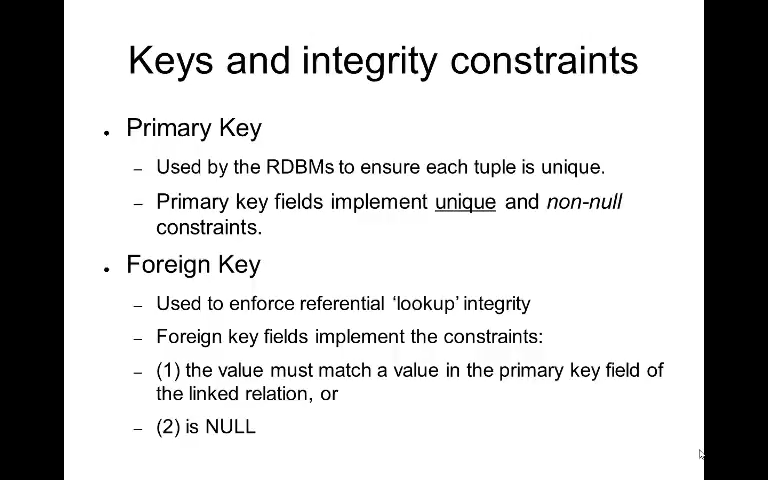 Keys and integrity constraints
● Primary Key
– Used by the RDBMs to ensure each tuple is unique.
– Primary key fields implement unique and non-null
constraints.
● Foreign Key
– Used to enforce referential ‘lookup’ integrity
– Foreign key fields implement the constraints:
– (1) the value must match a value in the primary key field of
the linked relation, or
– (2) is NULL